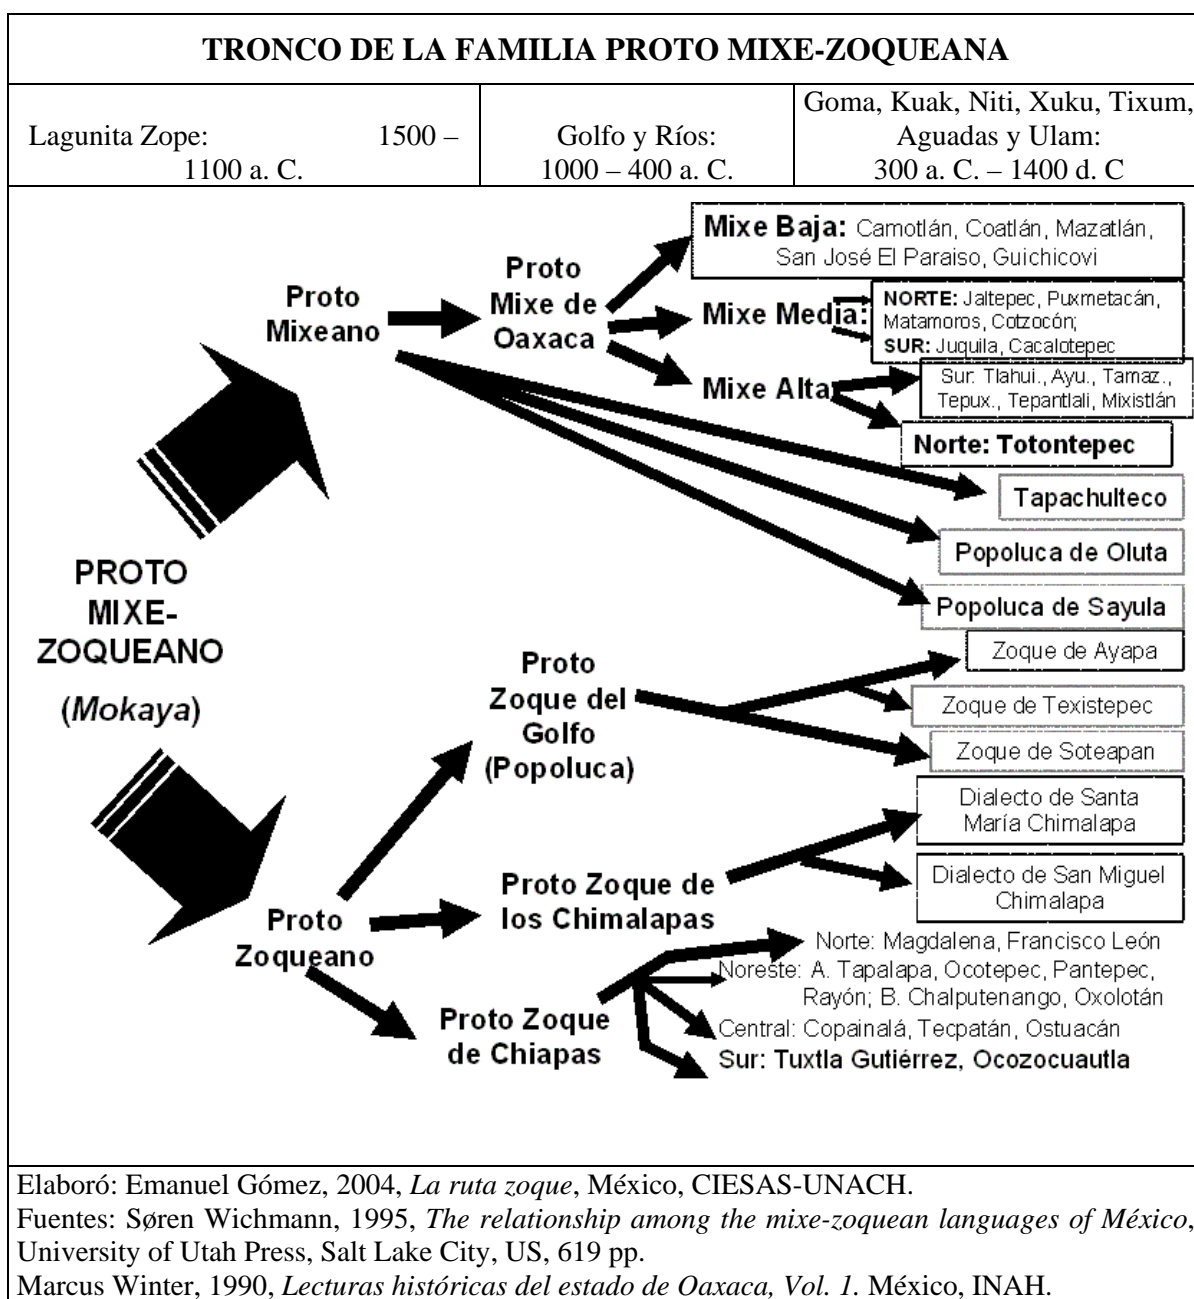 TRONCO DE LA FAMILIA PROTO MIXE-ZOQUEANA
Lagunita Zope: 1500 –
1100 a. C.
Golfo y Ríos:
1000 – 400 a. C.
Goma, Kuak, Niti, Xuku, Tixum,
Aguadas y Ulam:
300 a. C. – 1400 d. C
PROTO
MIXE-
ZOQUEANO
(Mokaya)
Proto
Mixeano
Proto
Mixe de
Oaxaca
Mixe Baja: Camotlán, Coatlán, Mazatlán,
San José El Paraiso, Guichicovi
Mixe Media:
NORTE: Jaltepec, Puxmetacán,
Matamoros, Cotzocón;
SUR: Juquila, Cacalotepec
Mixe Alta
Sur: Tlahui., Ayu., Tamaz.,
Tepux., Tepantlali, Mixistlán
Norte: Totontepec
Tapachulteco
Popoluca de Oluta
Popoluca de Sayula
Proto
Zoqueano
Proto
Zoque del
Golfo
(Popoluca)
Zoque de Ayapa
Zoque de Texistepec
Zoque de Soteapan
Proto Zoque de
los Chimalapas
Dialecto de Santa
María Chimalapa
Dialecto de San Miguel
Chimalapa
Proto Zoque
de Chiapas
Norte: Magdalena, Francisco León
Noreste: A. Tapalapa, Ocotepec, Pantepec,
Rayón; B. Chalputenango, Oxolotán
Central: Copainalá, Tecpatán, Ostuacán
Sur: Tuxtla Gutiérrez, Ocozocuautla
Elaboró: Emanuel Gómez, 2004, La ruta zoque, México, CIESAS-UNACH.
Fuentes: Søren Wichmann, 1995, The relationship among the mixe-zoquean languages of México,
University of Utah Press, Salt Lake City, US, 619 pp.
Marcus Winter, 1990, Lecturas históricas del estado de Oaxaca, Vol. 1. México, INAH.